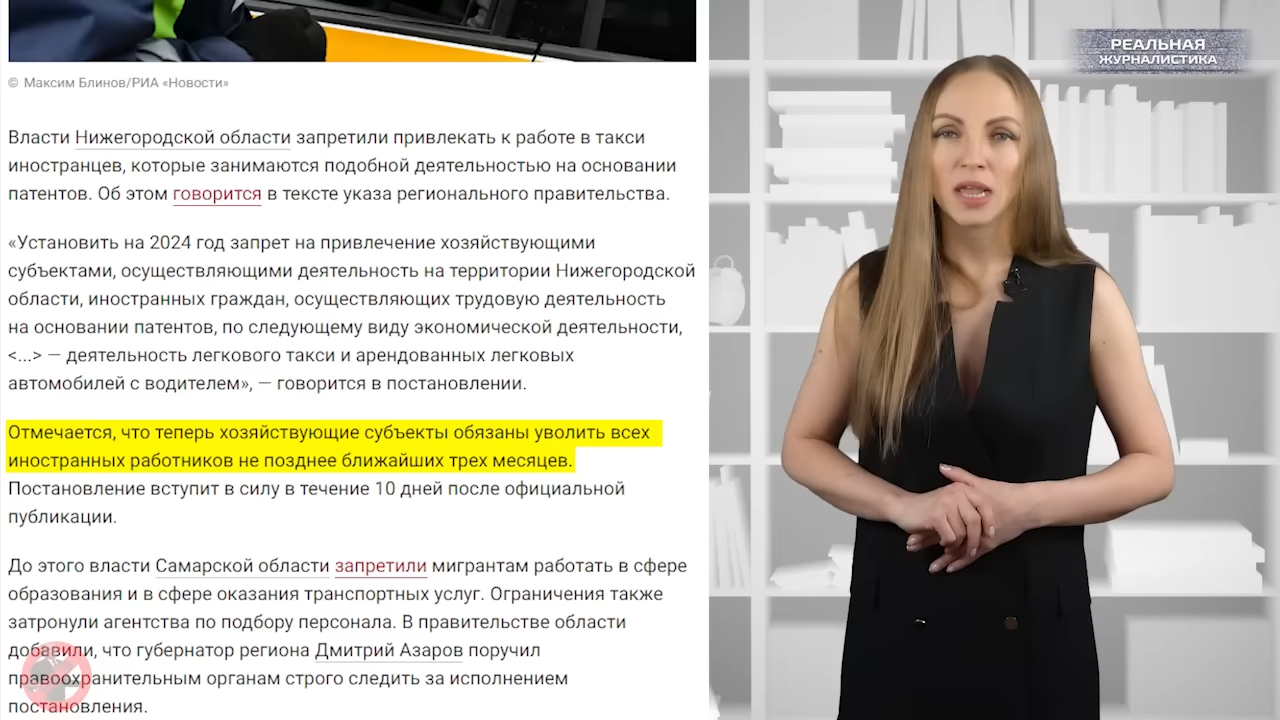 © Максим Блинов/РИА «Новости»
Власти Нижегородской области запретили привлекать к работе в такси
иностранцев, которые занимаются подобной деятельностью на основании
патентов. Об этом говорится в тексте указа регионального правительства.
«Установить на 2024 год запрет на привлечение хозяйствующими
субъектами, осуществляющими деятельность на территории Нижегородской
области, иностранных граждан, осуществляющих трудовую деятельность
на основании патентов, по следующему виду экономической деятельности,
<...> — деятельность легкового такси и арендованных легковых
автомобилей с водителем», — говорится в постановлении.
Отмечается, что теперь хозяйствующие субъекты обязаны уволить всех
иностранных работников не позднее ближайших трех месяцев.
Постановление вступит в силу в течение 10 дней после официальной
публикации.
До этого власти Самарской области запретили мигрантам работать в сфере
образования и в сфере оказания транспортных услуг. Ограничения также
затронули агентства по подбору персонала. В правительстве области
добавили, что губернатор региона Дмитрий Азаров поручил
правоохранительным органам строго следить за исполнением
постановления.
РЕАЛЬНАЯ
ЖУРНАЛИСТИКА